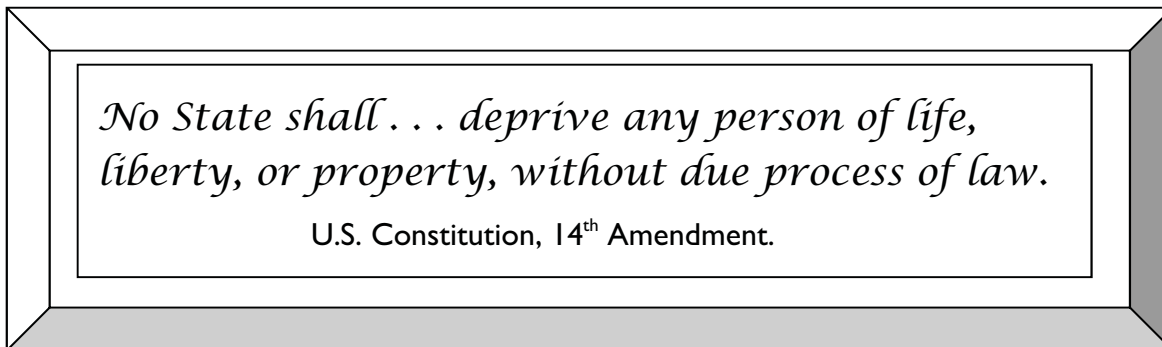 No State shall . . . deprive any person of life,
liberty, or property, without due process of law.
U.S. Constitution, 14th Amendment.